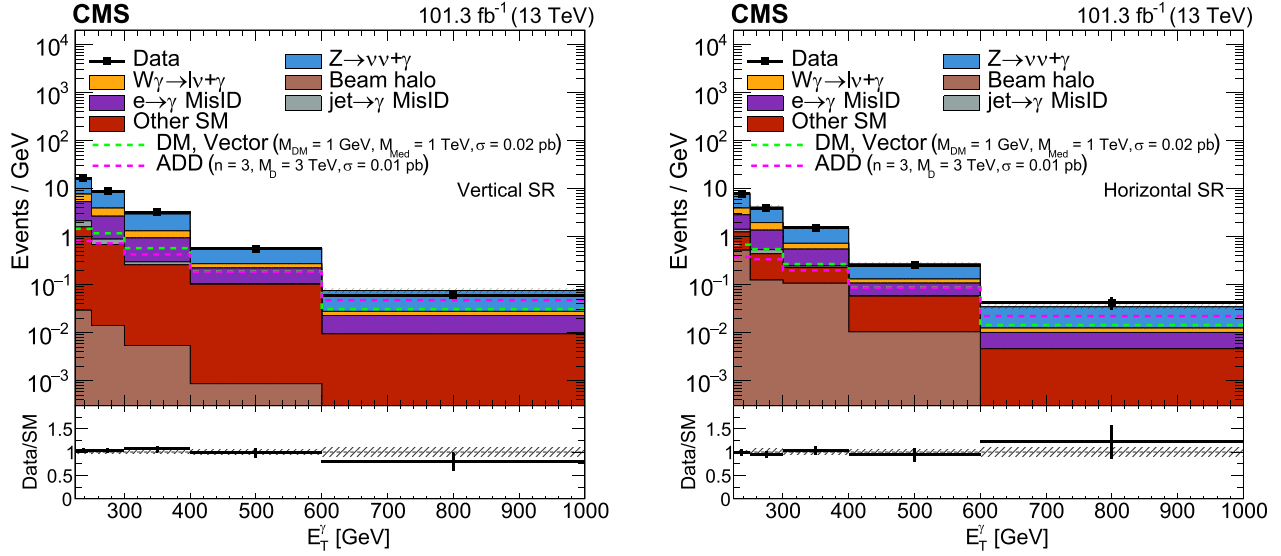 CMS 101.3 fb⁻¹ (13 TeV)
Events / GeV
10⁴
10³
10²
10
1
10⁻¹
10⁻²
10⁻³
Data
Z→νν+γ
Wγ→lν+γ
Beam halo
e→γ MisID
jet→γ MisID
Other SM
DM, Vector (M_DM = 1 GeV, M_Med = 1 TeV, σ = 0.02 pb)
ADD (n = 3, M_D = 3 TeV, σ = 0.01 pb)
Vertical SR
Data/SM
1.5
1
0.5
0
300 400 500 600 700 800 900 1000
E_T^γ [GeV]
CMS 101.3 fb⁻¹ (13 TeV)
Events / GeV
10⁴
10³
10²
10
1
10⁻¹
10⁻²
10⁻³
Data
Z→νν+γ
Wγ→lν+γ
Beam halo
e→γ MisID
jet→γ MisID
Other SM
DM, Vector (M_DM = 1 GeV, M_Med = 1 TeV, σ = 0.02 pb)
ADD (n = 3, M_D = 3 TeV, σ = 0.01 pb)
Horizontal SR
Data/SM
1.5
1
0.5
0
300 400 500 600 700 800 900 1000
E_T^γ [GeV]